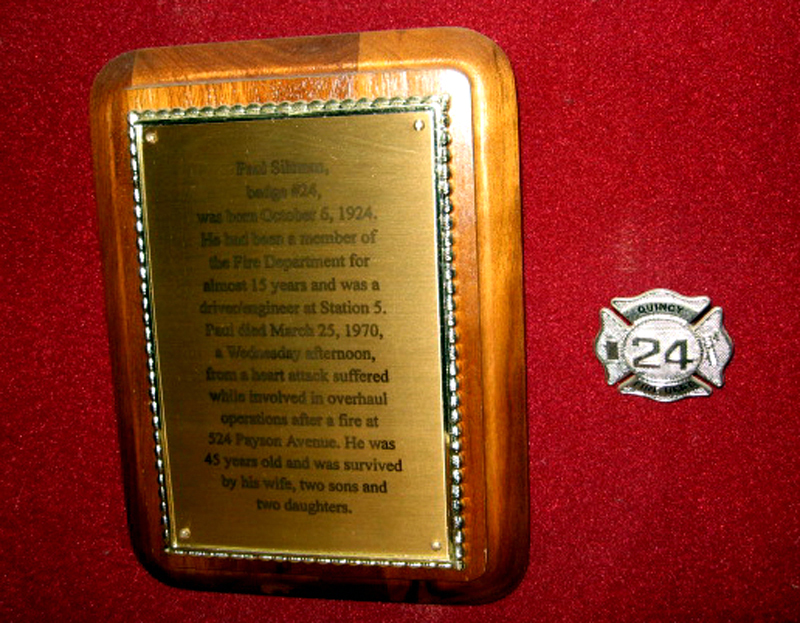 Paul
badge #24,
was born October 6, 1924.
He had been a member of
the Fire Department for
almost 15 years and was a
driver/engineer at Station 5.
Paul died March 25, 1970,
a Wednesday afternoon,
from a heart attack suffered
while involved in overhaul
operations after a fire at
524 Payson Avenue. He was
45 years old and was survived
by his wife, two sons and
two daughters.
QUINCY
24
FIRE DEPT.